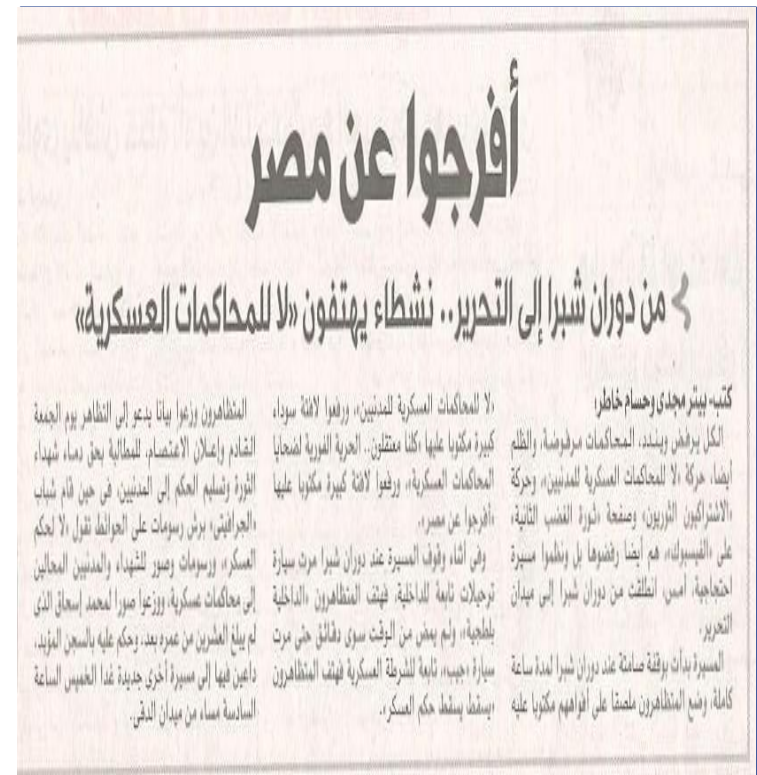 أفرجوا عن مصر
من دوران شبرا إلى التحرير.. نشطاء يهتفون «لا للمحاكمات العسكرية»
كتب- بيتر مجدى وحسام خاطر:
الكل يرفض ويندد، المحاكمات مرفوضة، والظلم
أيضا، حركة «لا للمحاكمات العسكرية للمدنيين»، وحركة
«الاشتراكيون الثوريون» وصفحة «ثورة الغضب الثانية»
على «الفيسبوك»، هم أيضا رفضوها بل ونظموا مسيرة
احتجاجية، أمس، انطلقت من دوران شبرا إلى ميدان
التحرير.
المسيرة بدأت بوقفة صامتة عند دوران شبرا لمدة ساعة
كاملة، وضع المتظاهرون ملصقا على أفواههم مكتوبا عليه
«لا للمحاكمات العسكرية للمدنيين»، ورفعوا لافتة سوداء
كبيرة مكتوبا عليها «كلنا معتقلون.. الحرية الفورية لضحايا
المحاكمات العسكرية»، ورفعوا لافتة كبيرة مكتوبا عليها
«أفرجوا عن مصر».
وفى أثناء وقوف المسيرة عند دوران شبرا مرت سيارة
ترحيلات تابعة للداخلية، فهتف المتظاهرون «الداخلية
بلطجية»، ولم يمض من الوقت سوى دقائق حتى مرت
سيارة «جيب» تابعة للشرطة العسكرية فهتف المتظاهرون
«يسقط يسقط حكم العسكر».
المتظاهرون وزعوا بيانا يدعو إلى التظاهر يوم الجمعة
القادم وإعلان الاعتصام، للمطالبة بحق دماء شهداء
الثورة وتسليم الحكم إلى المدنيين، فى حين قام شباب
«الجرافيتى» برش رسومات على الحوائط تقول «لا لحكم
العسكر»، ورسومات وصور للشهداء والمدنيين المحالين
إلى محاكمات عسكرية، ووزعوا صورا لمحمد إسحاق الذى
لم يبلغ العشرين من عمره بعد، وحكم عليه بالسجن المؤبد،
داعين فيها إلى مسيرة أخرى جديدة غدا الخميس الساعة
السادسة مساء من ميدان الدقى.